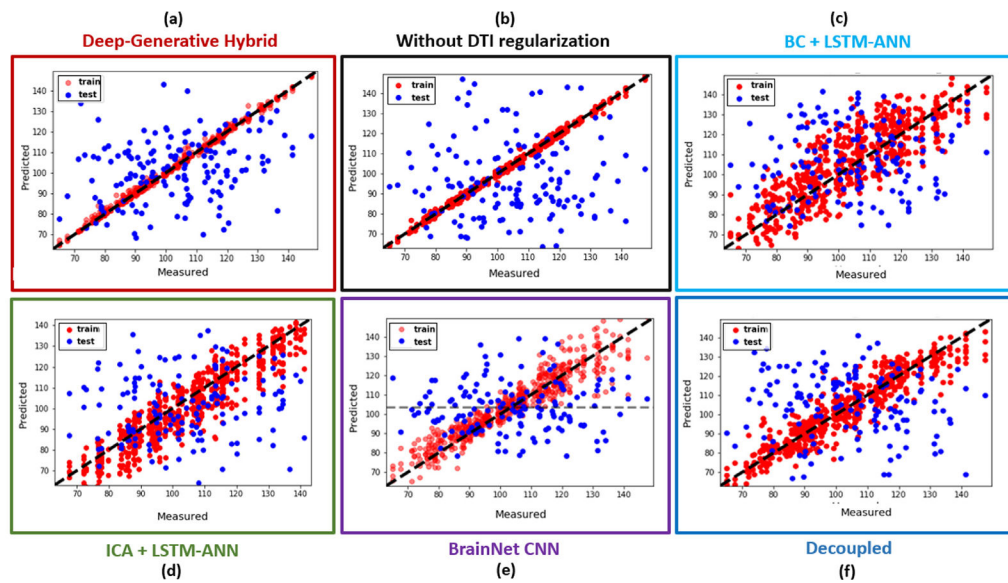 (a)
Deep-Generative Hybrid
train
test
140
130
120
110
100
90
80
70
Predicted
70 80 90 100 110 120 130 140
Measured
(b)
Without DTI regularization
train
test
140
130
120
110
100
90
80
70
Predicted
70 80 90 100 110 120 130 140
Measured
(c)
BC + LSTM-ANN
train
test
140
130
120
110
100
90
80
70
Predicted
70 80 90 100 110 120 130 140
Measured
train
test
140
130
120
110
100
90
80
70
Predicted
70 80 90 100 110 120 130 140
Measured
ICA + LSTM-ANN
(d)
train
test
140
130
120
110
100
90
80
70
Predicted
70 80 90 100 110 120 130 140
Measured
BrainNet CNN
(e)
train
test
140
130
120
110
100
90
80
70
Predicted
70 80 90 100 110 120 130 140
Measured
Decoupled
(f)